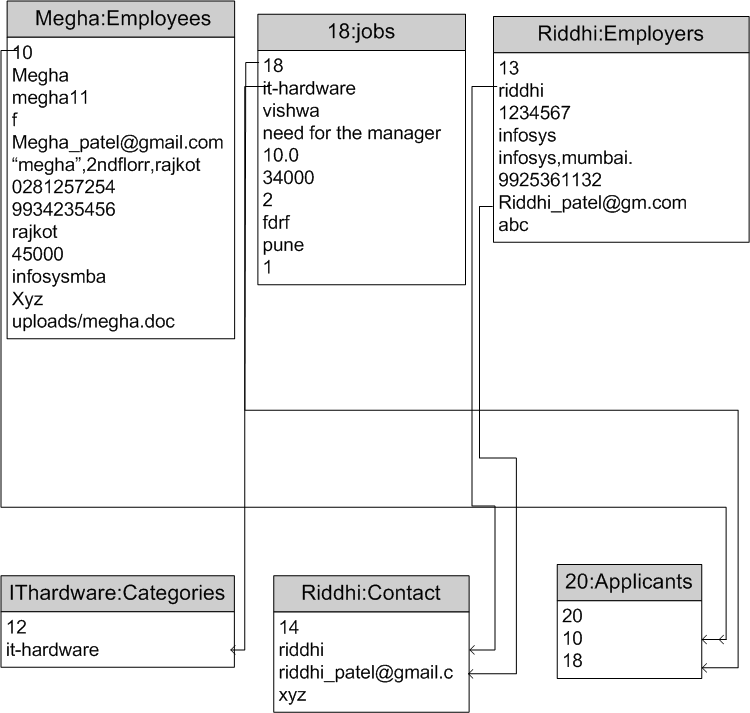 Megha:Employees
10
Megha
megha11
f
Megha_patel@gmail.com
“megha”,2ndflorr,rajkot
0281257254
9934235456
rajkot
45000
infosysmba
Xyz
uploads/megha.doc
18:jobs
18
it-hardware
vishwa
need for the manager
10.0
34000
2
fdrf
pune
1
Riddhi:Employers
13
riddhi
1234567
infosys
infosys,mumbai.
9925361132
Riddhi_patel@gm.com
abc
IThardware:Categories
12
it-hardware
Riddhi:Contact
14
riddhi
riddhi_patel@gmail.c
xyz
20:Applicants
20
10
18